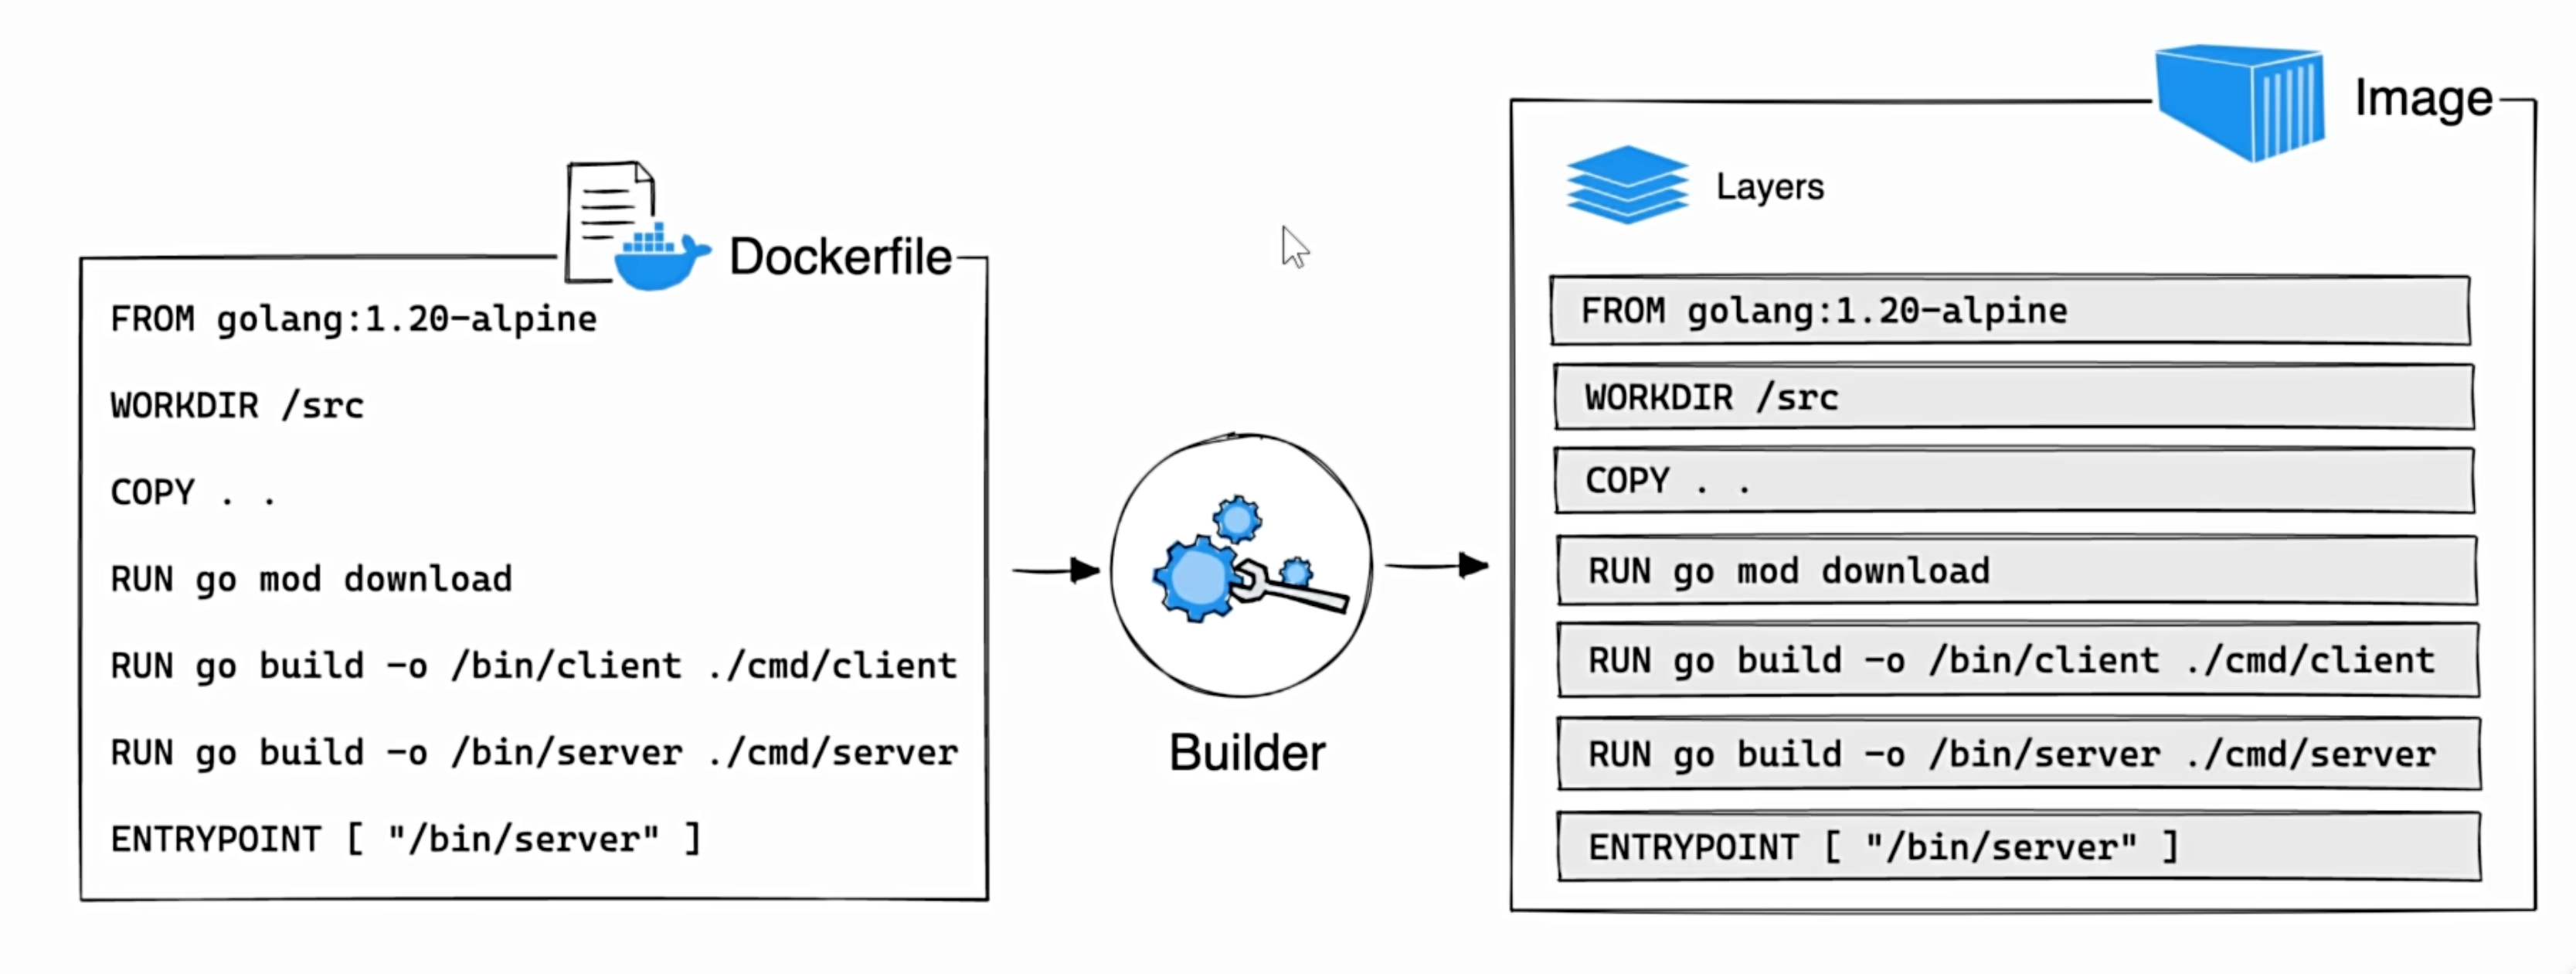 Dockerfile
FROM golang:1.20-alpine
WORKDIR /src
COPY . .
RUN go mod download
RUN go build -o /bin/client ./cmd/client
RUN go build -o /bin/server ./cmd/server
ENTRYPOINT [ "/bin/server" ]
Builder
Image
Layers
FROM golang:1.20-alpine
WORKDIR /src
COPY . .
RUN go mod download
RUN go build -o /bin/client ./cmd/client
RUN go build -o /bin/server ./cmd/server
ENTRYPOINT [ "/bin/server" ]